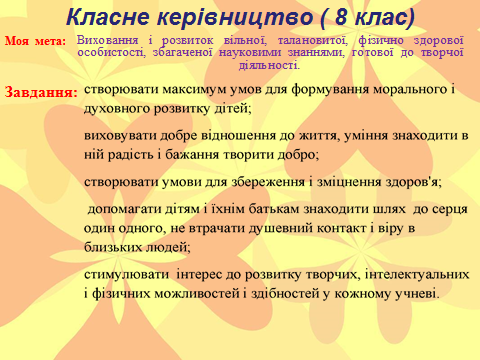 Класне керівництво ( 8 клас)
Моя мета: Виховання і розвиток вільної, талановитої, фізично здорової
особистості, збагаченої науковими знаннями, готової до творчої
діяльності.
Завдання: створювати максимум умов для формування морального і
духовного розвитку дітей;
виховувати добре відношення до життя, уміння знаходити в
ній радість і бажання творити добро;
створювати умови для збереження і зміцнення здоров'я;
допомагати дітям і їхнім батькам знаходити шлях до серця
один одного, не втрачати душевний контакт і віру в
близьких людей;
стимулювати інтерес до розвитку творчих, інтелектуальних
і фізичних можливостей і здібностей у кожному учневі.